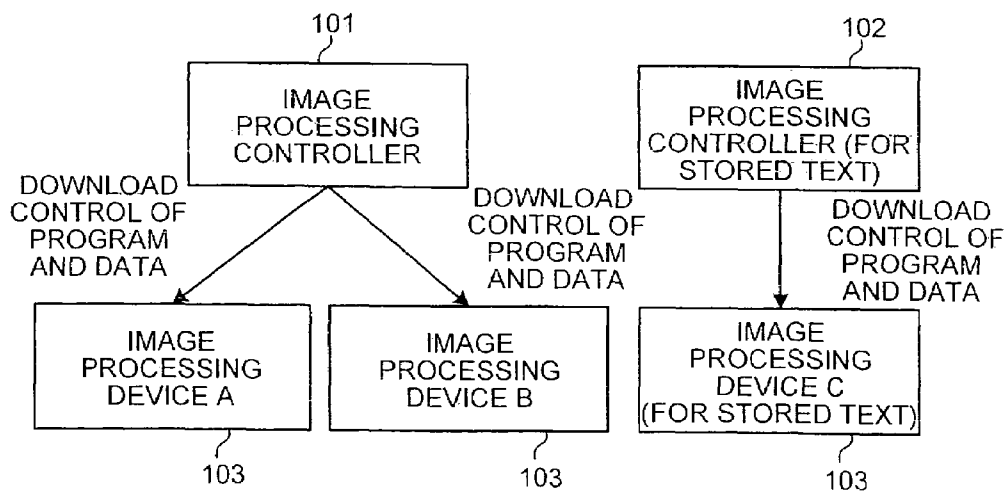 101
102
IMAGE
PROCESSING
CONTROLLER
IMAGE
PROCESSING
CONTROLLER (FOR
STORED TEXT)
DOWNLOAD
CONTROL OF
PROGRAM
AND DATA
DOWNLOAD
CONTROL OF
PROGRAM
AND DATA
DOWNLOAD
CONTROL OF
PROGRAM
AND DATA
IMAGE
PROCESSING
DEVICE A
IMAGE
PROCESSING
DEVICE B
IMAGE
PROCESSING
DEVICE C
(FOR STORED TEXT)
103
103
103